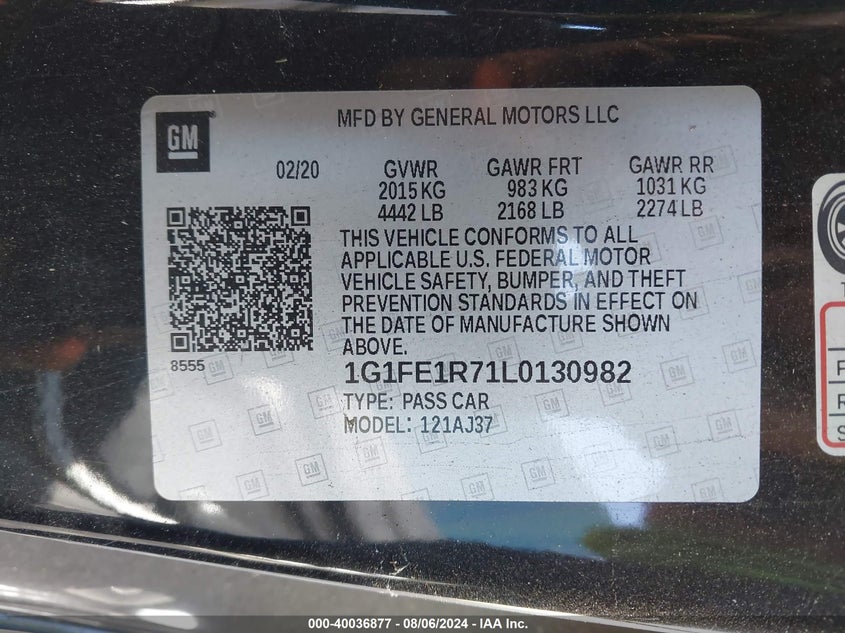 GM
MFD BY GENERAL MOTORS LLC
02/20
GVWR
2015 KG
4442 LB
GAWR FRT
983 KG
2168 LB
GAWR RR
1031 KG
2274 LB
THIS VEHICLE CONFORMS TO ALL
APPLICABLE U.S. FEDERAL MOTOR
VEHICLE SAFETY, BUMPER, AND THEFT
PREVENTION STANDARDS IN EFFECT ON
THE DATE OF MANUFACTURE SHOWN
ABOVE.
8555
1G1FE1R71L0130982
TYPE: PASS CAR
MODEL: 121AJ37
T
F
R
S
000-40036877 — 08/06/2024 — IAA.com